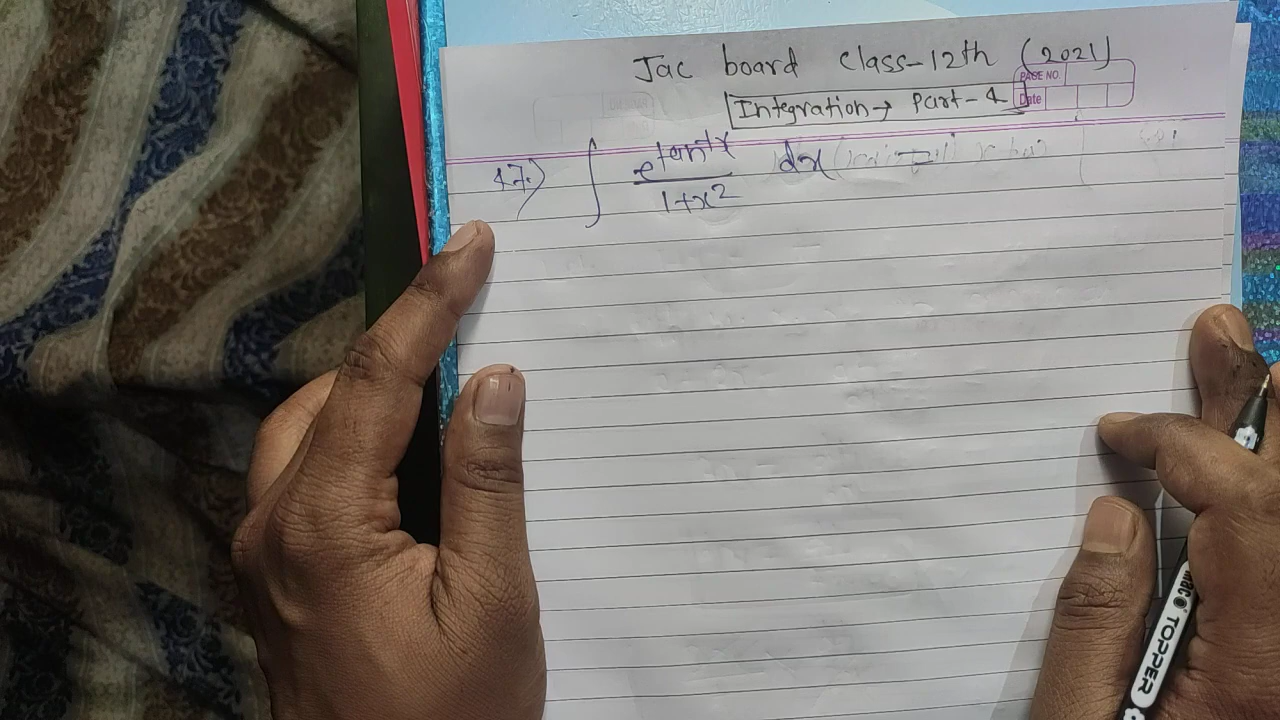 Jac board class-12th (2021)
PAGE NO.
Integration→ Part-4
Date
17.) ∫ e^tan⁻¹x / 1+x² dx
TOPPER